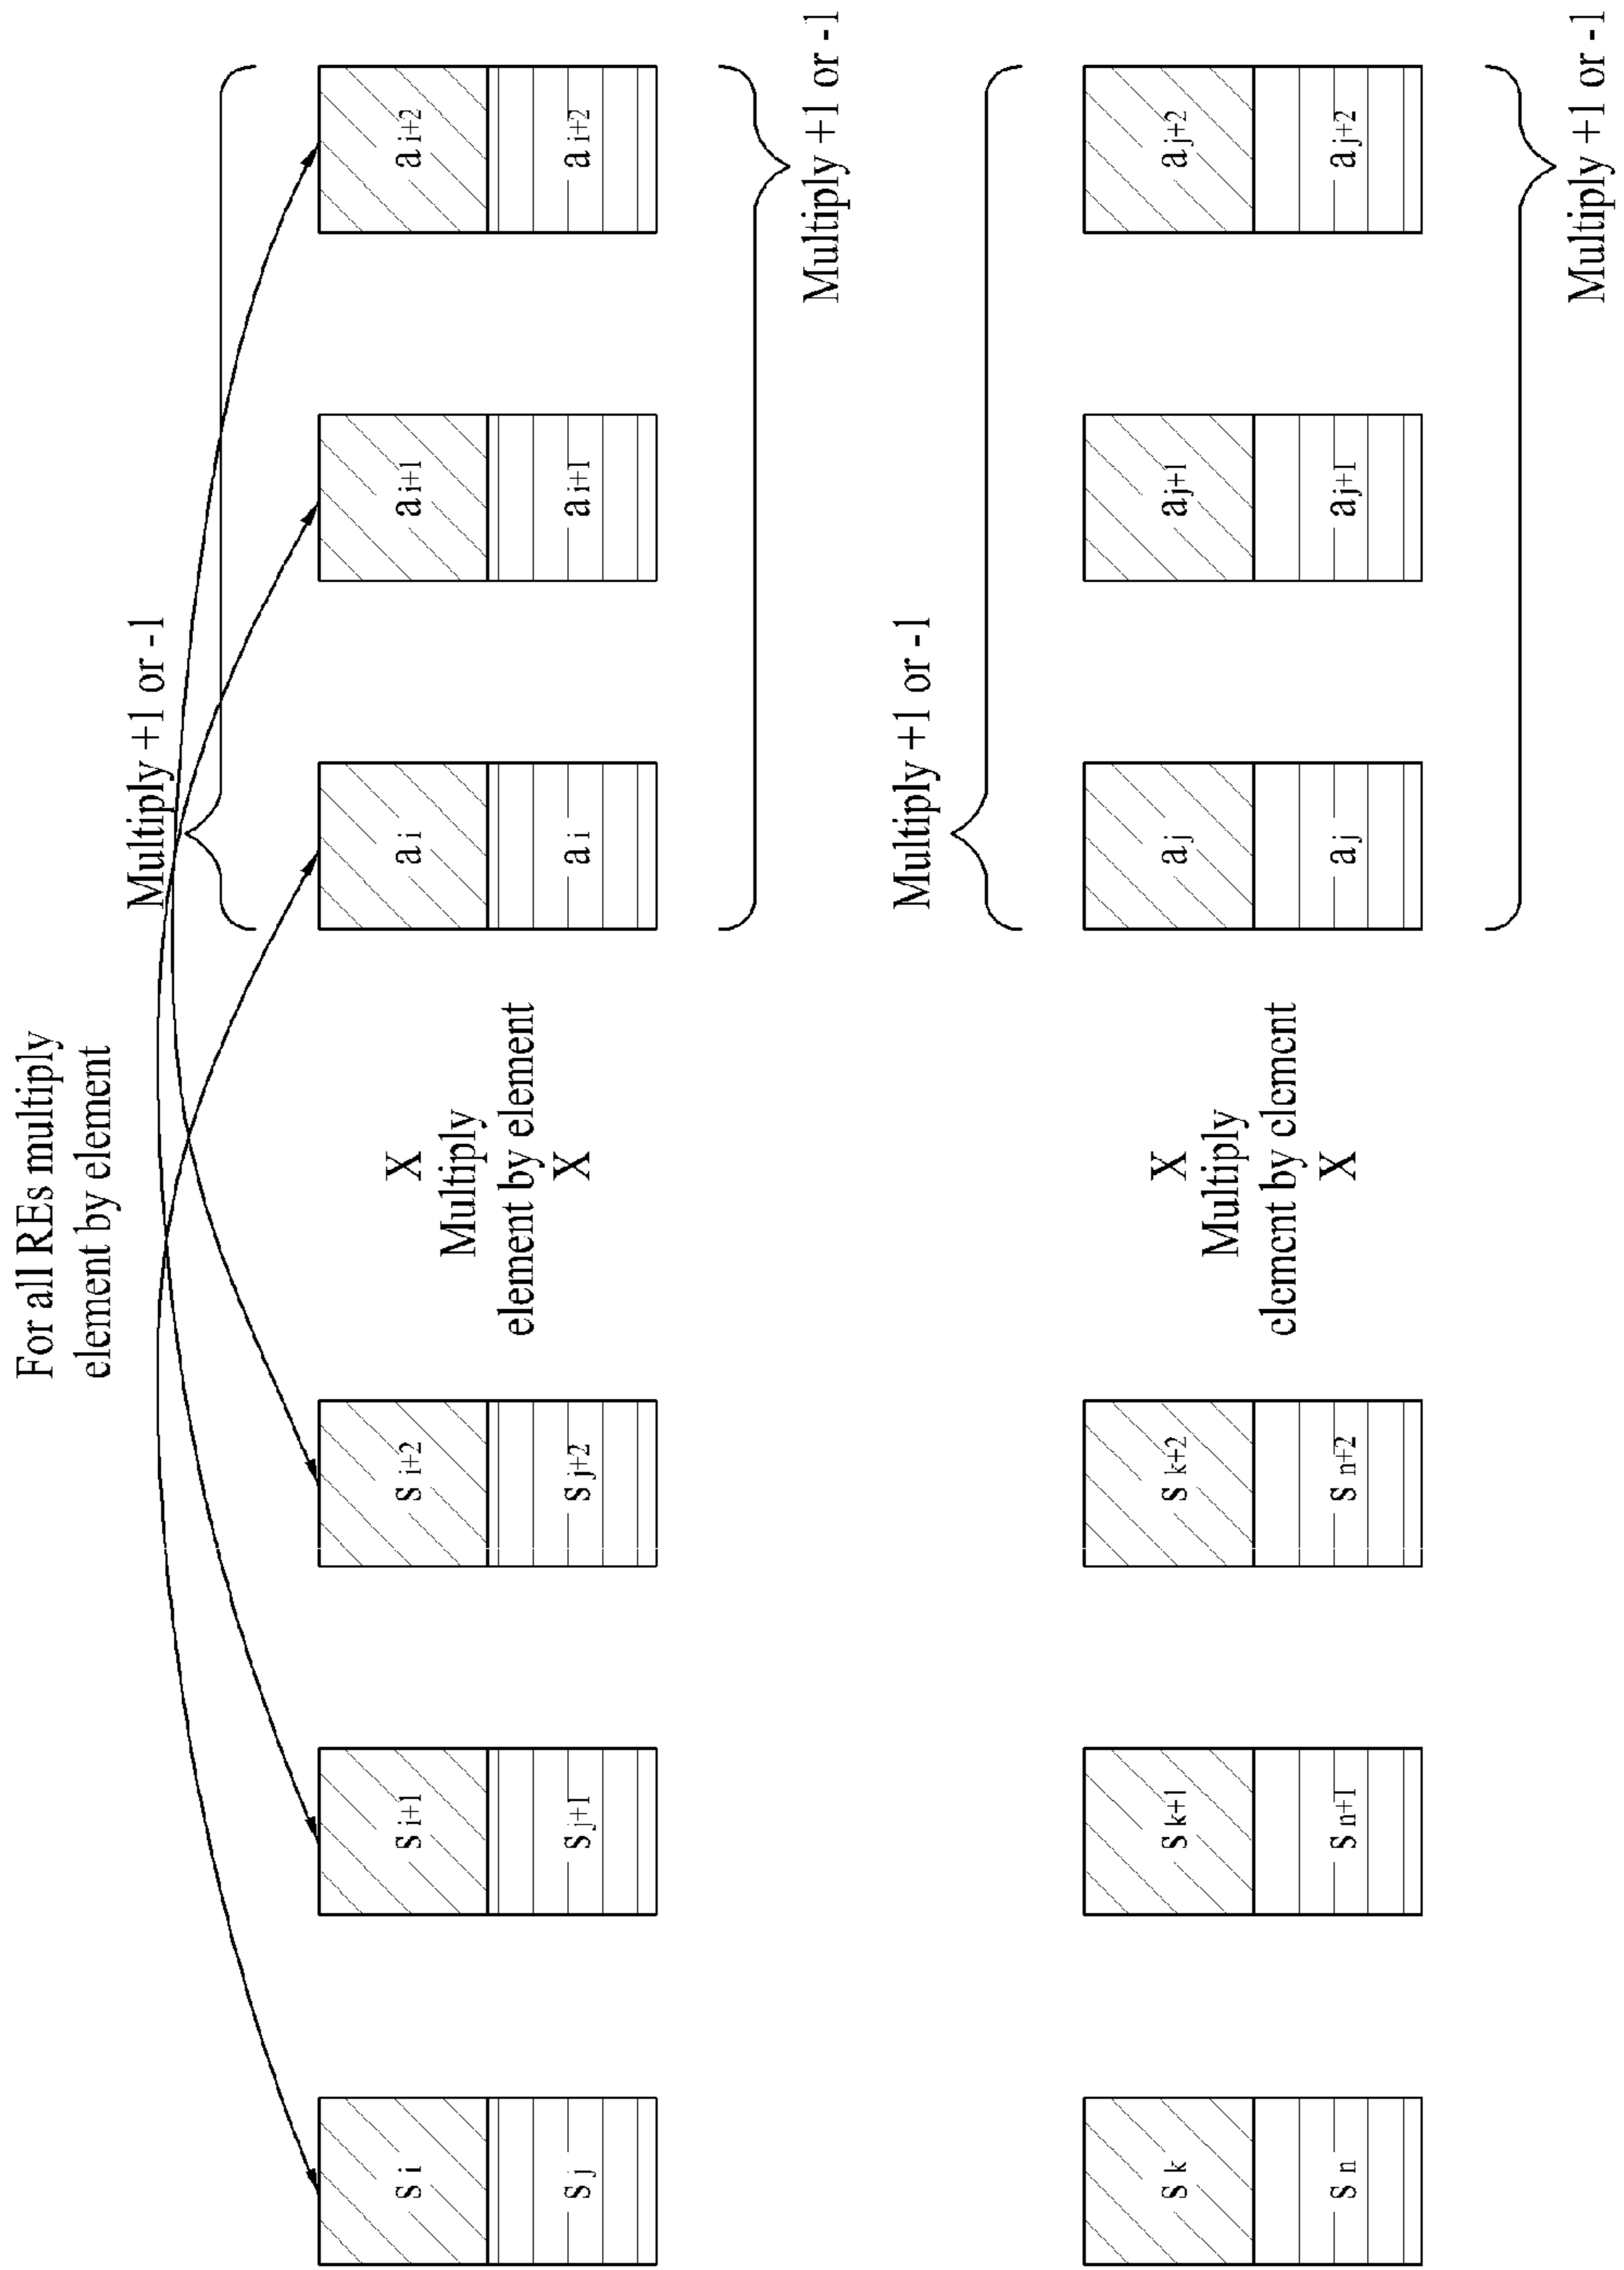 For all REs multiply
element by element
Multiply +1 or -1
s i s i+1 s i+2 X a i a i+1 a i+2
Multiply
element by element
s j s j+1 s j+2 X a i a i+1 a i+2
Multiply +1 or -1
Multiply +1 or -1
s k s k+1 s k+2 X a j a j+1 a j+2
Multiply
element by element
s n s n+1 s n+2 X a j a j+1 a j+2
Multiply +1 or -1